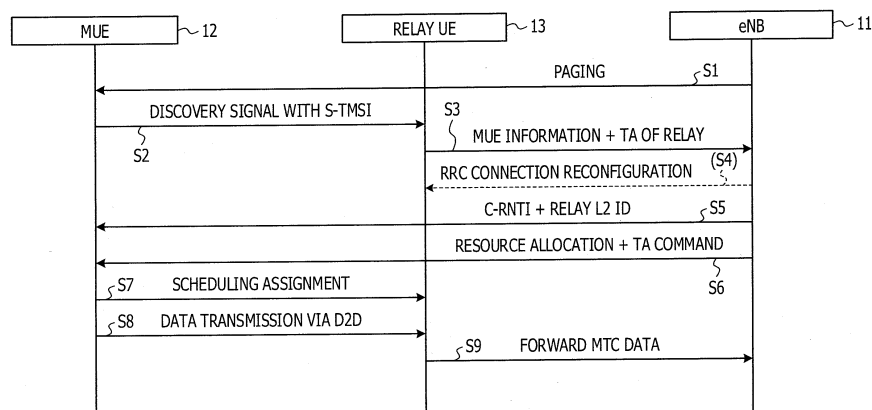 MUE 12
RELAY UE 13
eNB 11
PAGING S1
DISCOVERY SIGNAL WITH S-TMSI
S2
S3
MUE INFORMATION + TA OF RELAY
RRC CONNECTION RECONFIGURATION (S4)
C-RNTI + RELAY L2 ID S5
RESOURCE ALLOCATION + TA COMMAND
S6
S7 SCHEDULING ASSIGNMENT
S8 DATA TRANSMISSION VIA D2D
S9 FORWARD MTC DATA